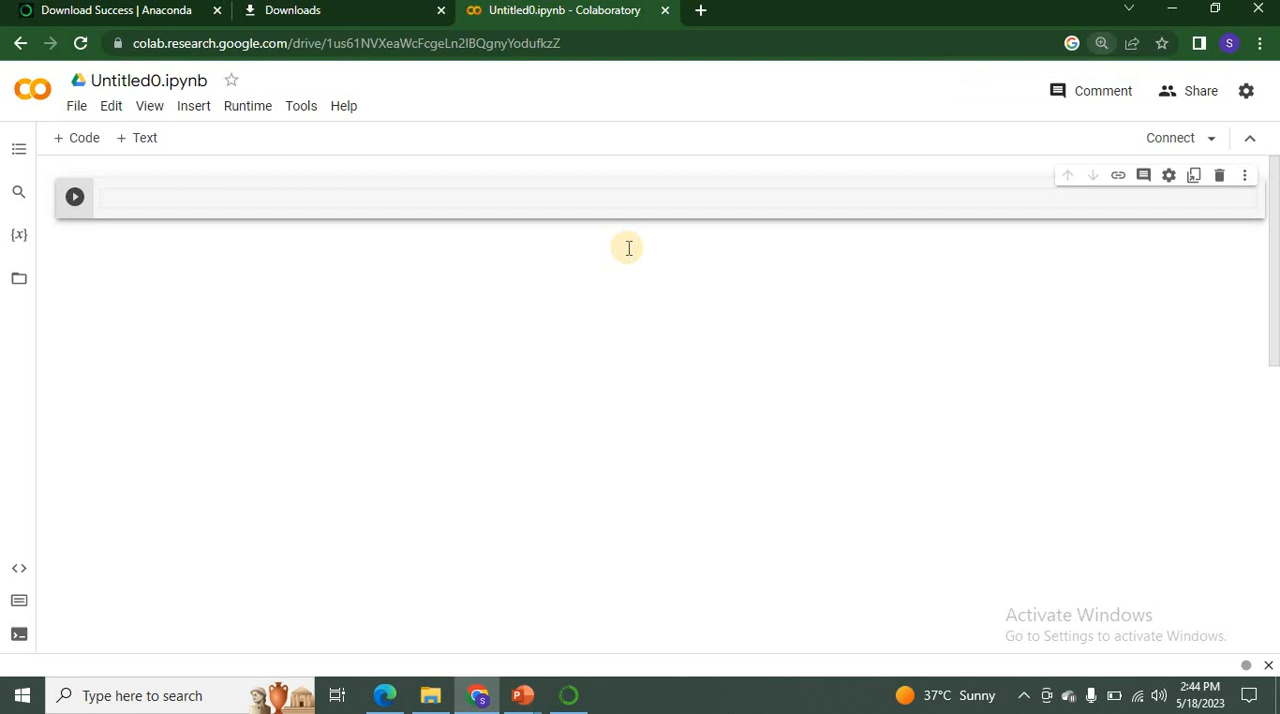 Download Success | Anaconda
Downloads
Untitled0.ipynb - Colaboratory
colab.research.google.com/drive/1us61NVXeaWcFcgeLn2IBQgnyYodufkzZ
S
CO
Untitled0.ipynb
File Edit View Insert Runtime Tools Help
Comment
Share
+ Code + Text
Connect
{x}
Activate Windows
Go to Settings to activate Windows.
Type here to search
37°C Sunny
2:44 PM
5/18/2023